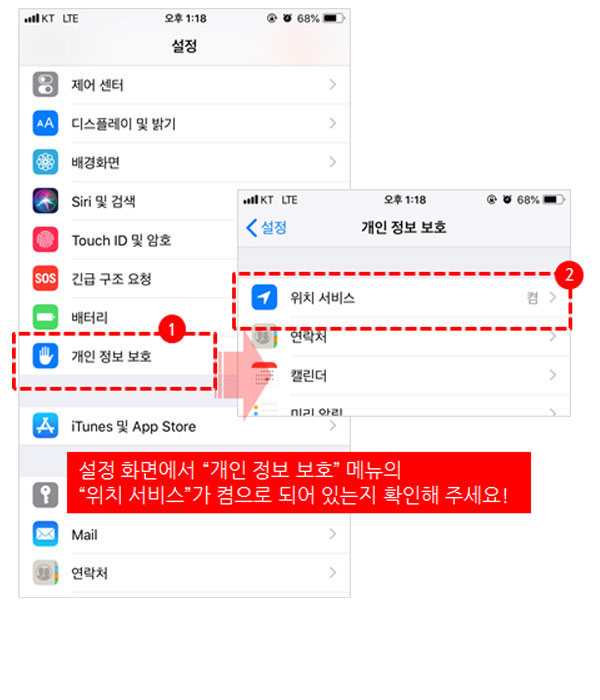 KT LTE 오후 1:18 68%
설정
제어 센터
AA 디스플레이 및 밝기
배경화면
Siri 및 검색
Touch ID 및 암호
SOS 긴급 구조 요청
배터리
1
개인 정보 보호
iTunes 및 App Store
Mail
연락처
KT LTE 오후 1:18 68%
설정 개인 정보 보호
2
위치 서비스 켬
연락처
캘린더
미리 알림
설정 화면에서 “개인 정보 보호” 메뉴의
“위치 서비스”가 켬으로 되어 있는지 확인해 주세요!